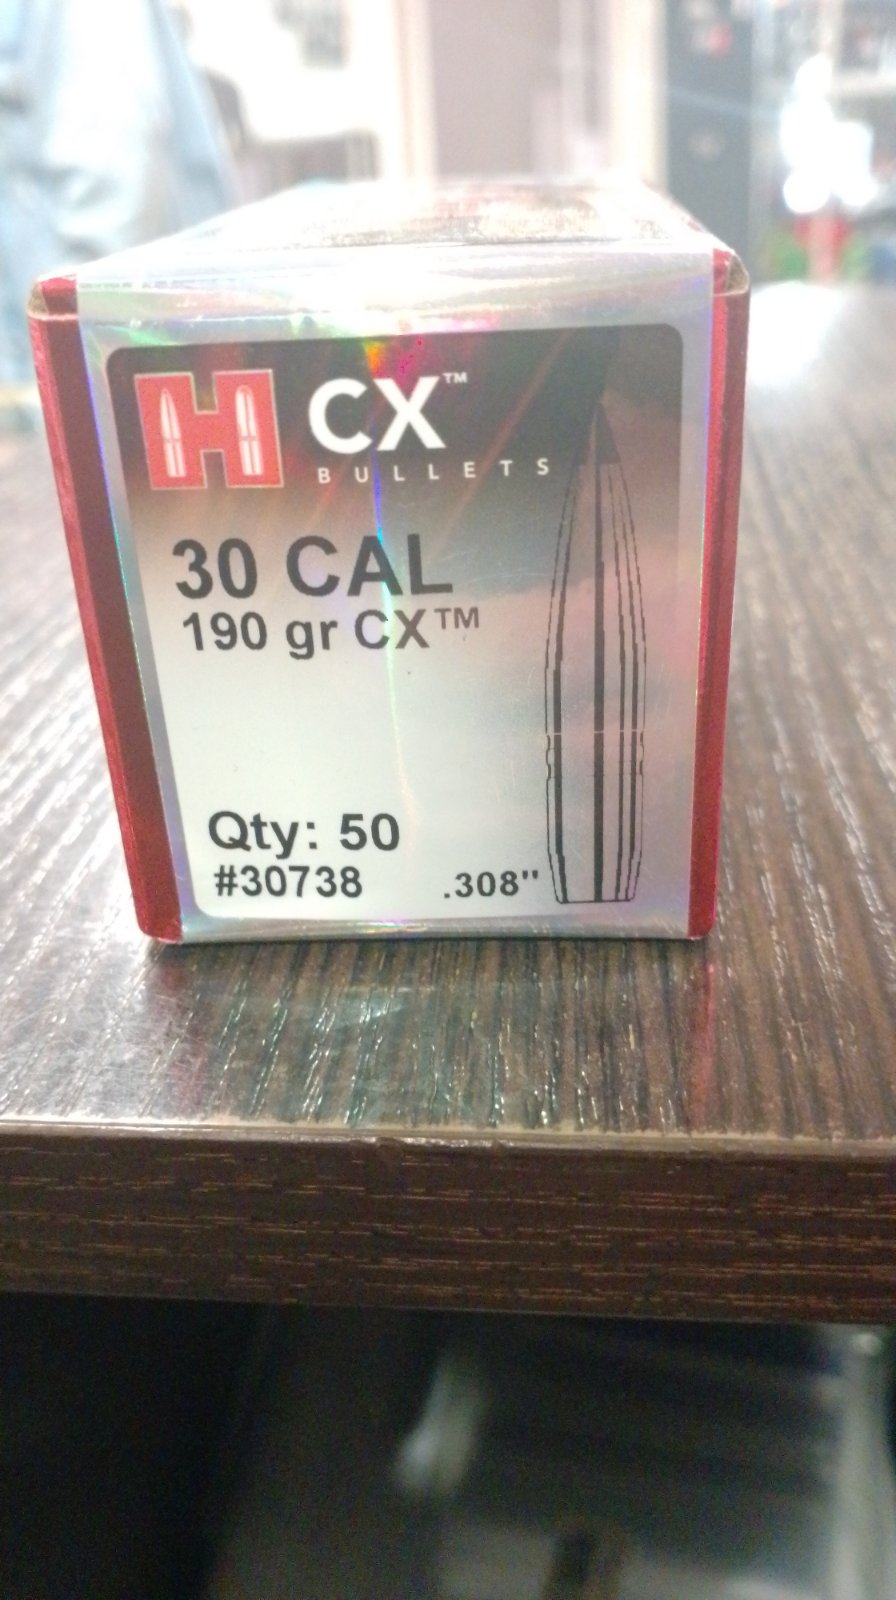 H CX™
BULLETS
30 CAL
190 gr CX™
Qty: 50
#30738 .308"